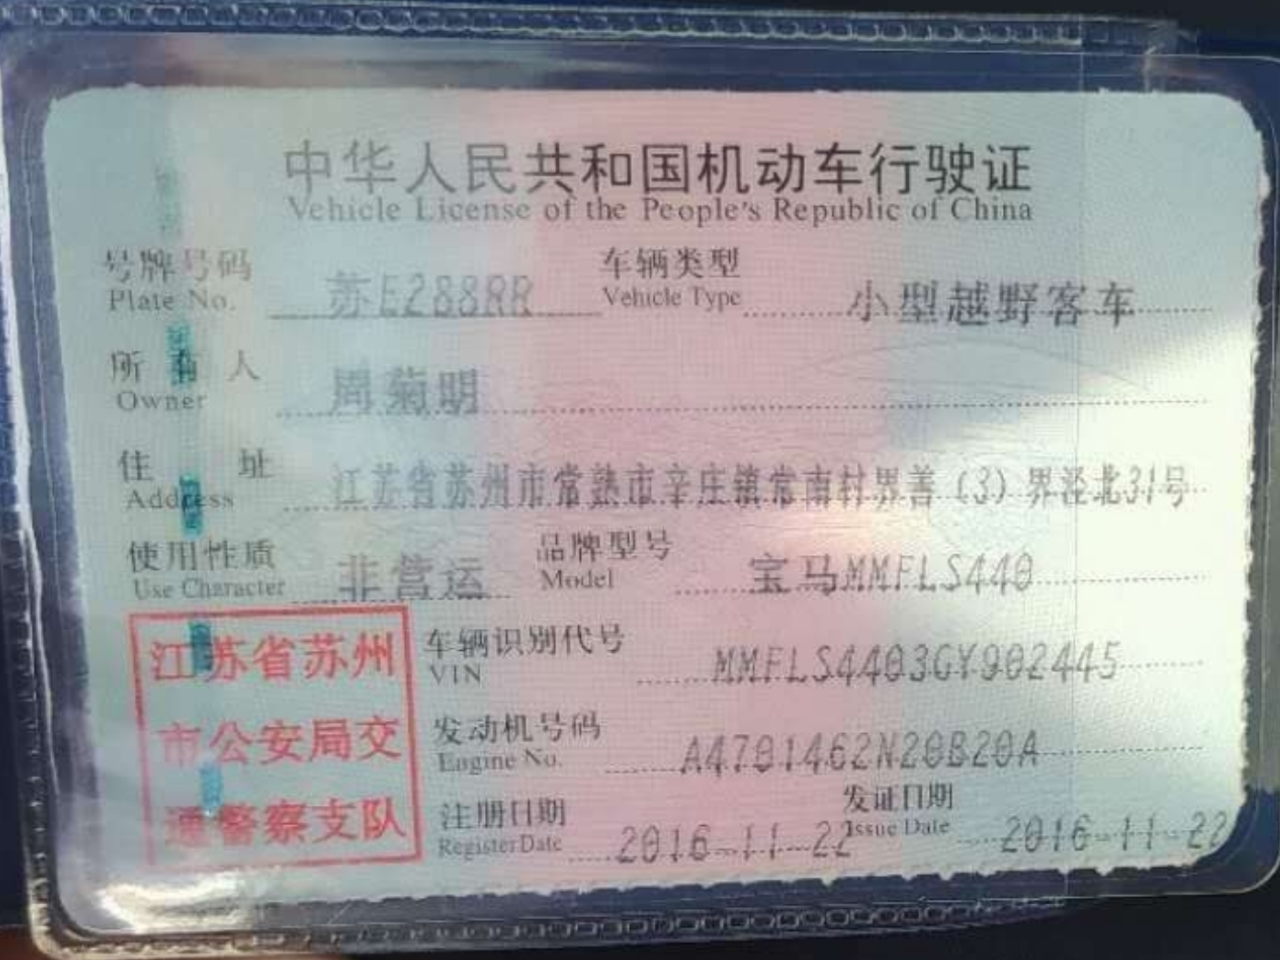 中华人民共和国机动车行驶证
Vehicle License of the People's Republic of China
号牌号码 苏E288RR 车辆类型 小型越野客车
Plate No. Vehicle Type
所有人 周菊明
Owner
住址 江苏省苏州市常熟市辛庄镇常南村界善（3）界泾北31号
Address
使用性质 非营运 品牌型号 宝马MMFLS440
Use Character Model
江苏省苏州 车辆识别代号 MMFLS4403GY902445
VIN
市公安局交 发动机号码 A4701462N20B20A
Engine No.
通警察支队 注册日期 2016-11-22 发证日期 2016-11-22
Register Date Issue Date